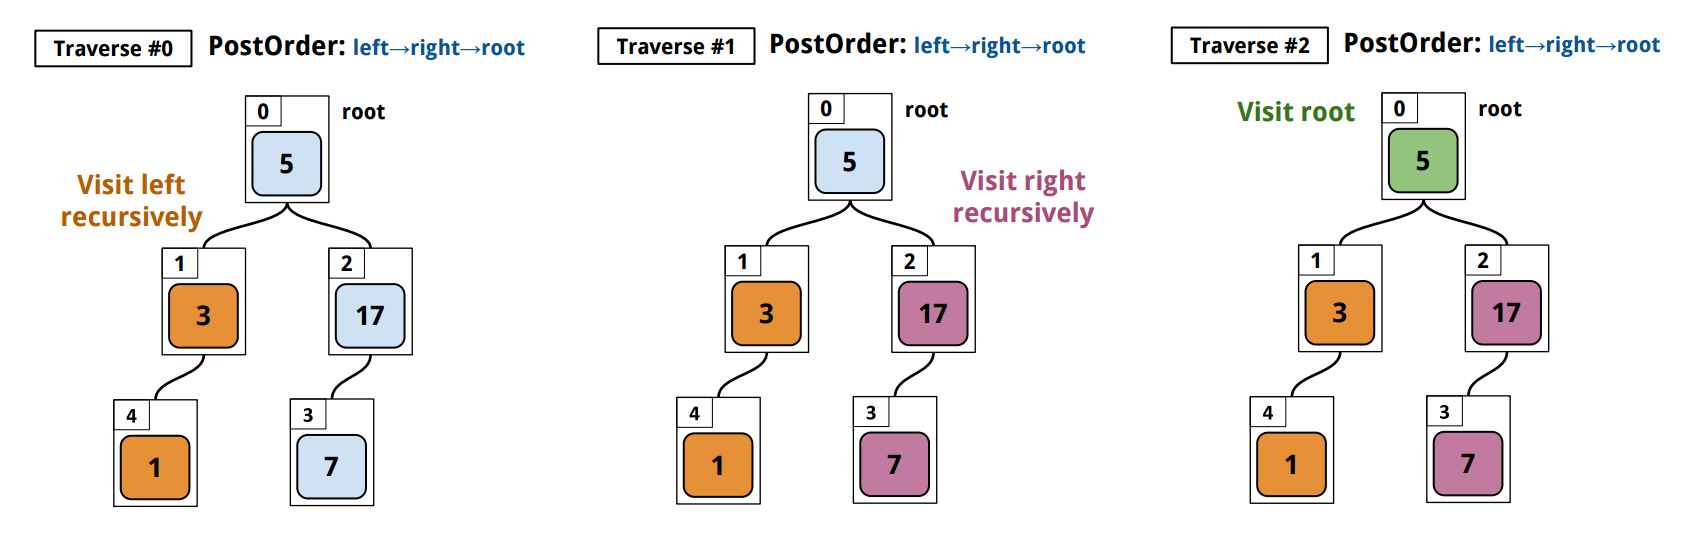 Traverse #0
PostOrder: left→right→root
0
root
5
Visit left
recursively
1
2
3
17
4
3
1
7
Traverse #1
PostOrder: left→right→root
0
root
5
Visit right
recursively
1
2
3
17
4
3
1
7
Traverse #2
PostOrder: left→right→root
Visit root
0
root
5
1
2
3
17
4
3
1
7